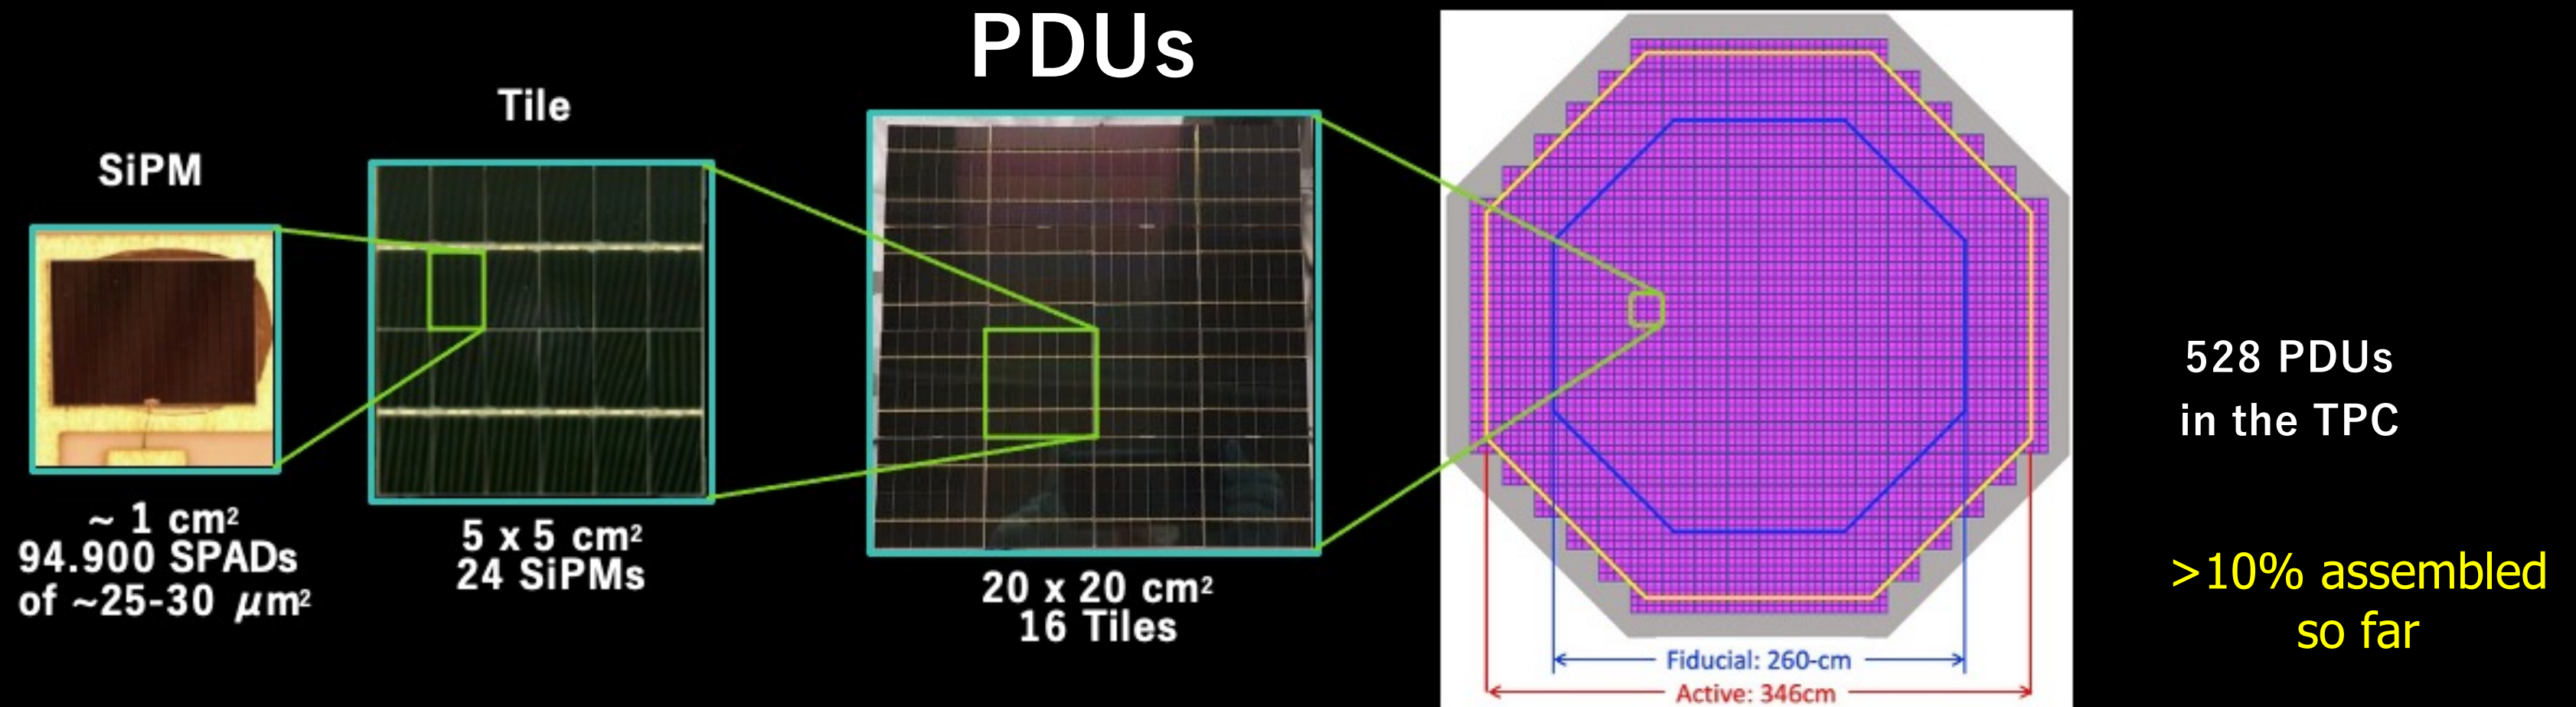 PDUs
SiPM
~ 1 cm²
94.900 SPADs
of ~25-30 μm²
Tile
5 x 5 cm²
24 SiPMs
20 x 20 cm²
16 Tiles
Fiducial: 260-cm
Active: 346cm
528 PDUs
in the TPC
>10% assembled
so far